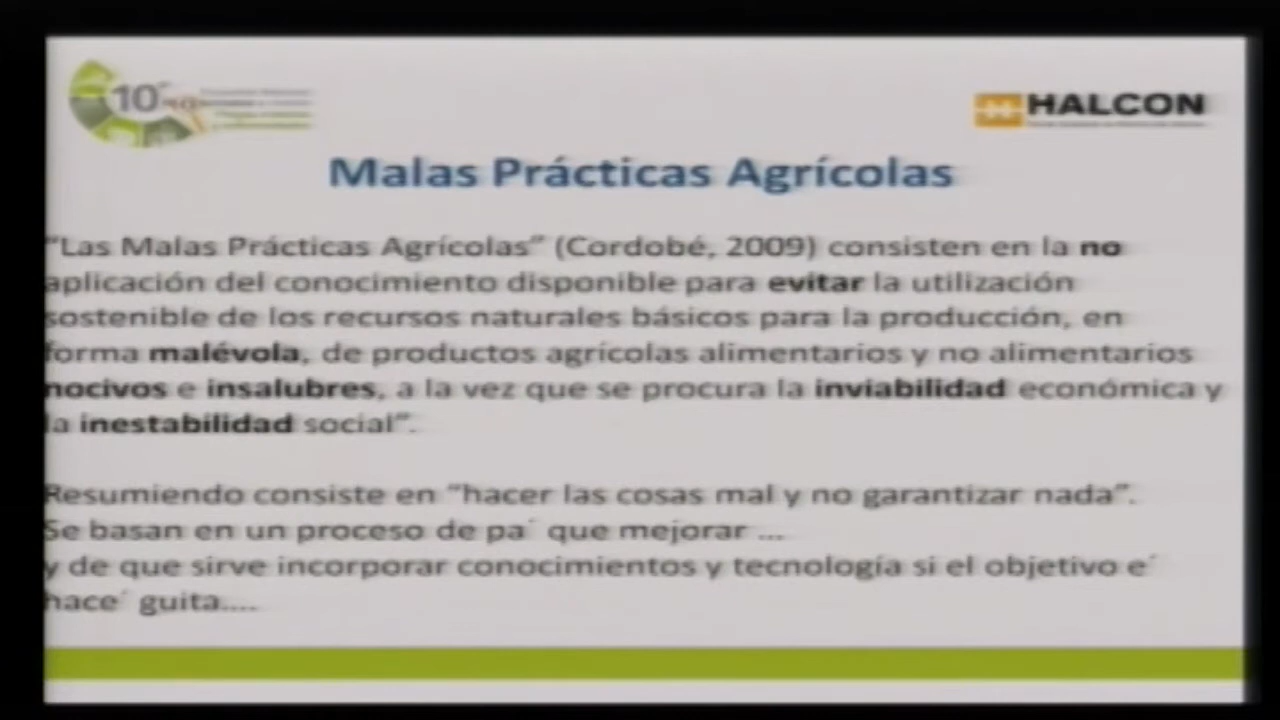 10º
HALCON
Malas Prácticas Agrícolas
“Las Malas Prácticas Agrícolas” (Cordobé, 2009) consisten en la no
aplicación del conocimiento disponible para evitar la utilización
sostenible de los recursos naturales básicos para la producción, en
forma malévola, de productos agrícolas alimentarios y no alimentarios
nocivos e insalubres, a la vez que se procura la inviabilidad económica y
la inestabilidad social”.
Resumiendo consiste en “hacer las cosas mal y no garantizar nada”.
Se basan en un proceso de pa´ que mejorar ...
y de que sirve incorporar conocimientos y tecnología si el objetivo e´
hace´ guita....